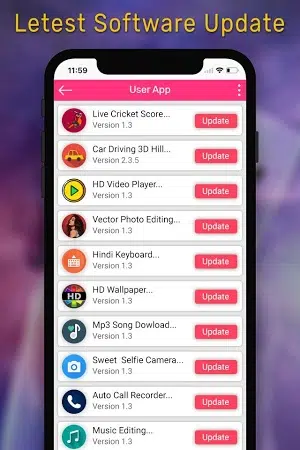 Letest Software Update
11:59
User App
Live Cricket Score...
Version 1.3
Update
Car Driving 3D Hill...
Version 2.3.5
Update
HD Video Player...
Version 1.3
Update
Vector Photo Editing...
Version 1.3
Update
Hindi Keyboard...
Version 1.3
Update
HD
HD Wallpaper...
Version 1.3
Update
Mp3 Song Dowload...
Version 1.3
Update
Sweet Selfie Camera...
Version 1.3
Update
Auto Call Recorder...
Version 1.3
Update
Music Editing...
Version 1.3
Update